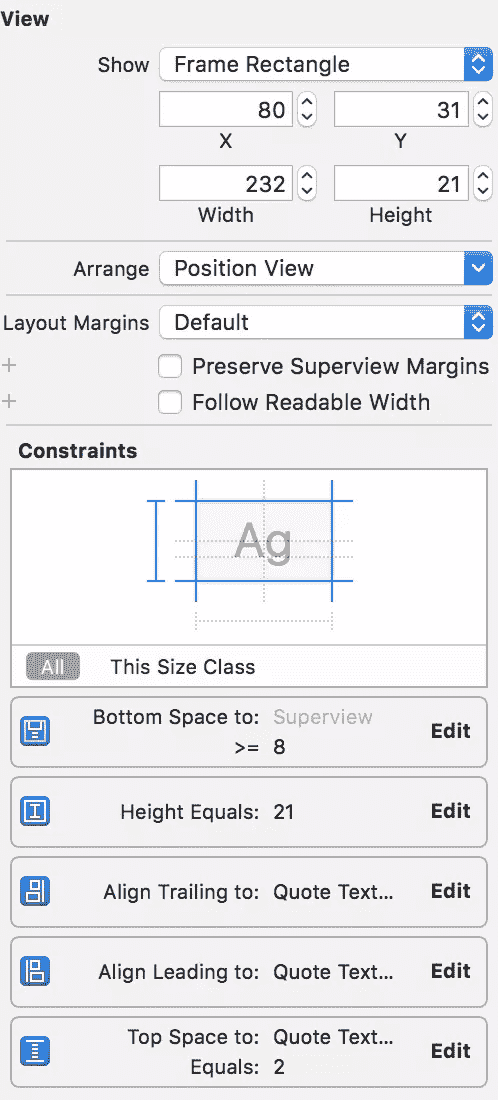 View
Show Frame Rectangle
80 31
X Y
232 21
Width Height
Arrange Position View
Layout Margins Default
+ Preserve Superview Margins
+ Follow Readable Width
Constraints
Ag
All This Size Class
Bottom Space to: Superview
>= 8 Edit
Height Equals: 21 Edit
Align Trailing to: Quote Text... Edit
Align Leading to: Quote Text... Edit
Top Space to: Quote Text...
Equals: 2 Edit